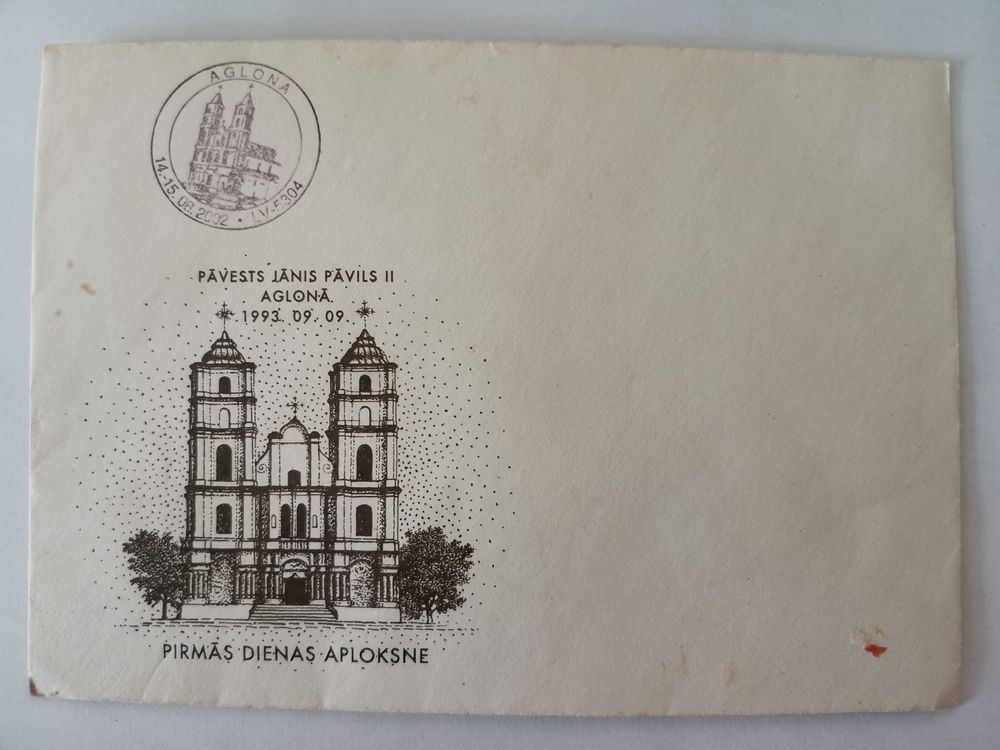 AGLONA
14.-15. 08. 2002 • LV-5304
PĀVESTS JĀNIS PĀVILS II
AGLONĀ
1993. 09. 09.
PIRMĀS DIENAS APLOKSNE